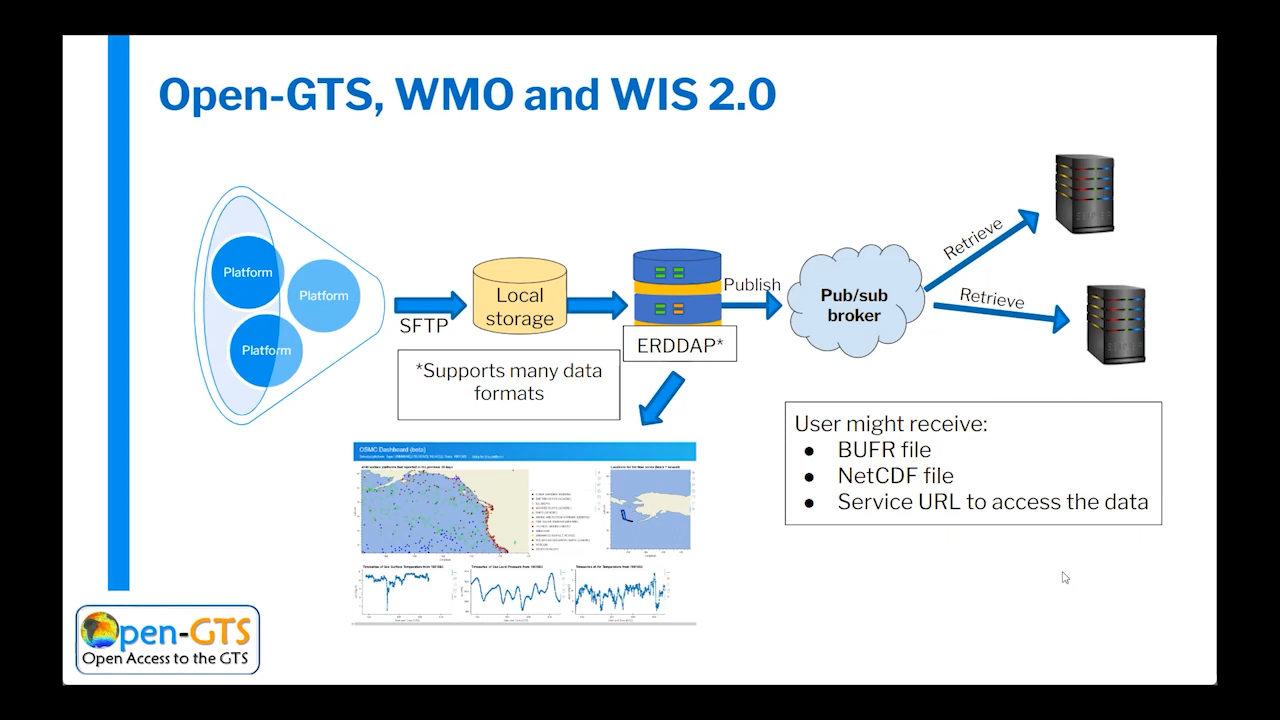 Open-GTS, WMO and WIS 2.0
Platform
Platform
Platform
SFTP
Local
storage
ERDDAP*
Publish
Pub/sub
broker
Retrieve
Retrieve
*Supports many data
formats
User might receive:
● BUFR file
● NetCDF file
● Service URL to access the data
OSMC Dashboard (beta)
Open-GTS
Open Access to the GTS